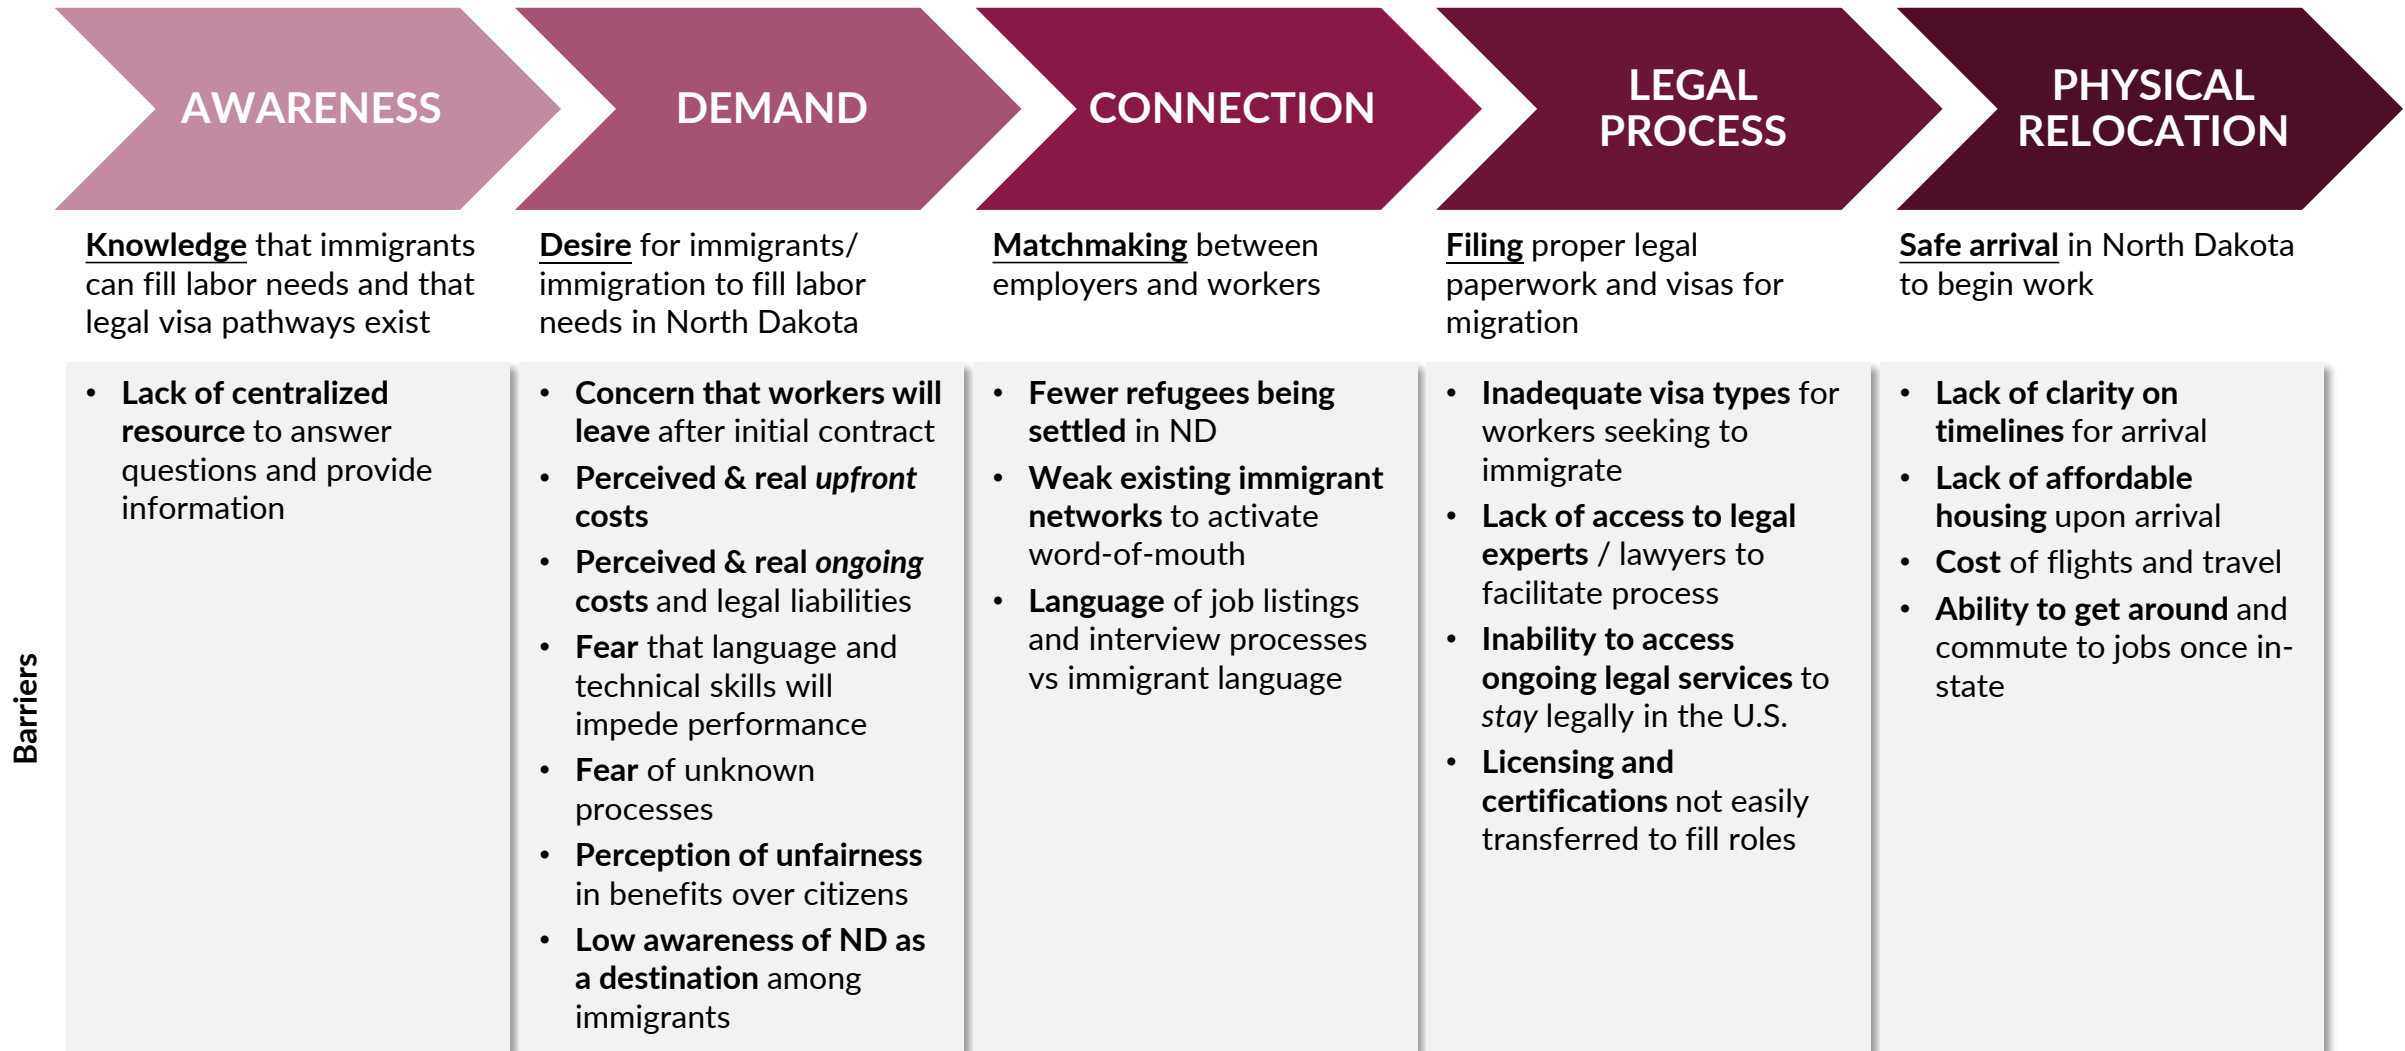 AWARENESS
DEMAND
CONNECTION
LEGAL
PROCESS
PHYSICAL
RELOCATION
Knowledge that immigrants
can fill labor needs and that
legal visa pathways exist
Desire for immigrants/
immigration to fill labor
needs in North Dakota
Matchmaking between
employers and workers
Filing proper legal
paperwork and visas for
migration
Safe arrival in North Dakota
to begin work
Barriers
• Lack of centralized
resource to answer
questions and provide
information
• Concern that workers will
leave after initial contract
• Perceived & real upfront
costs
• Perceived & real ongoing
costs and legal liabilities
• Fear that language and
technical skills will
impede performance
• Fear of unknown
processes
• Perception of unfairness
in benefits over citizens
• Low awareness of ND as
a destination among
immigrants
• Fewer refugees being
settled in ND
• Weak existing immigrant
networks to activate
word-of-mouth
• Language of job listings
and interview processes
vs immigrant language
• Inadequate visa types for
workers seeking to
immigrate
• Lack of access to legal
experts / lawyers to
facilitate process
• Inability to access
ongoing legal services to
stay legally in the U.S.
• Licensing and
certifications not easily
transferred to fill roles
• Lack of clarity on
timelines for arrival
• Lack of affordable
housing upon arrival
• Cost of flights and travel
• Ability to get around and
commute to jobs once in-
state